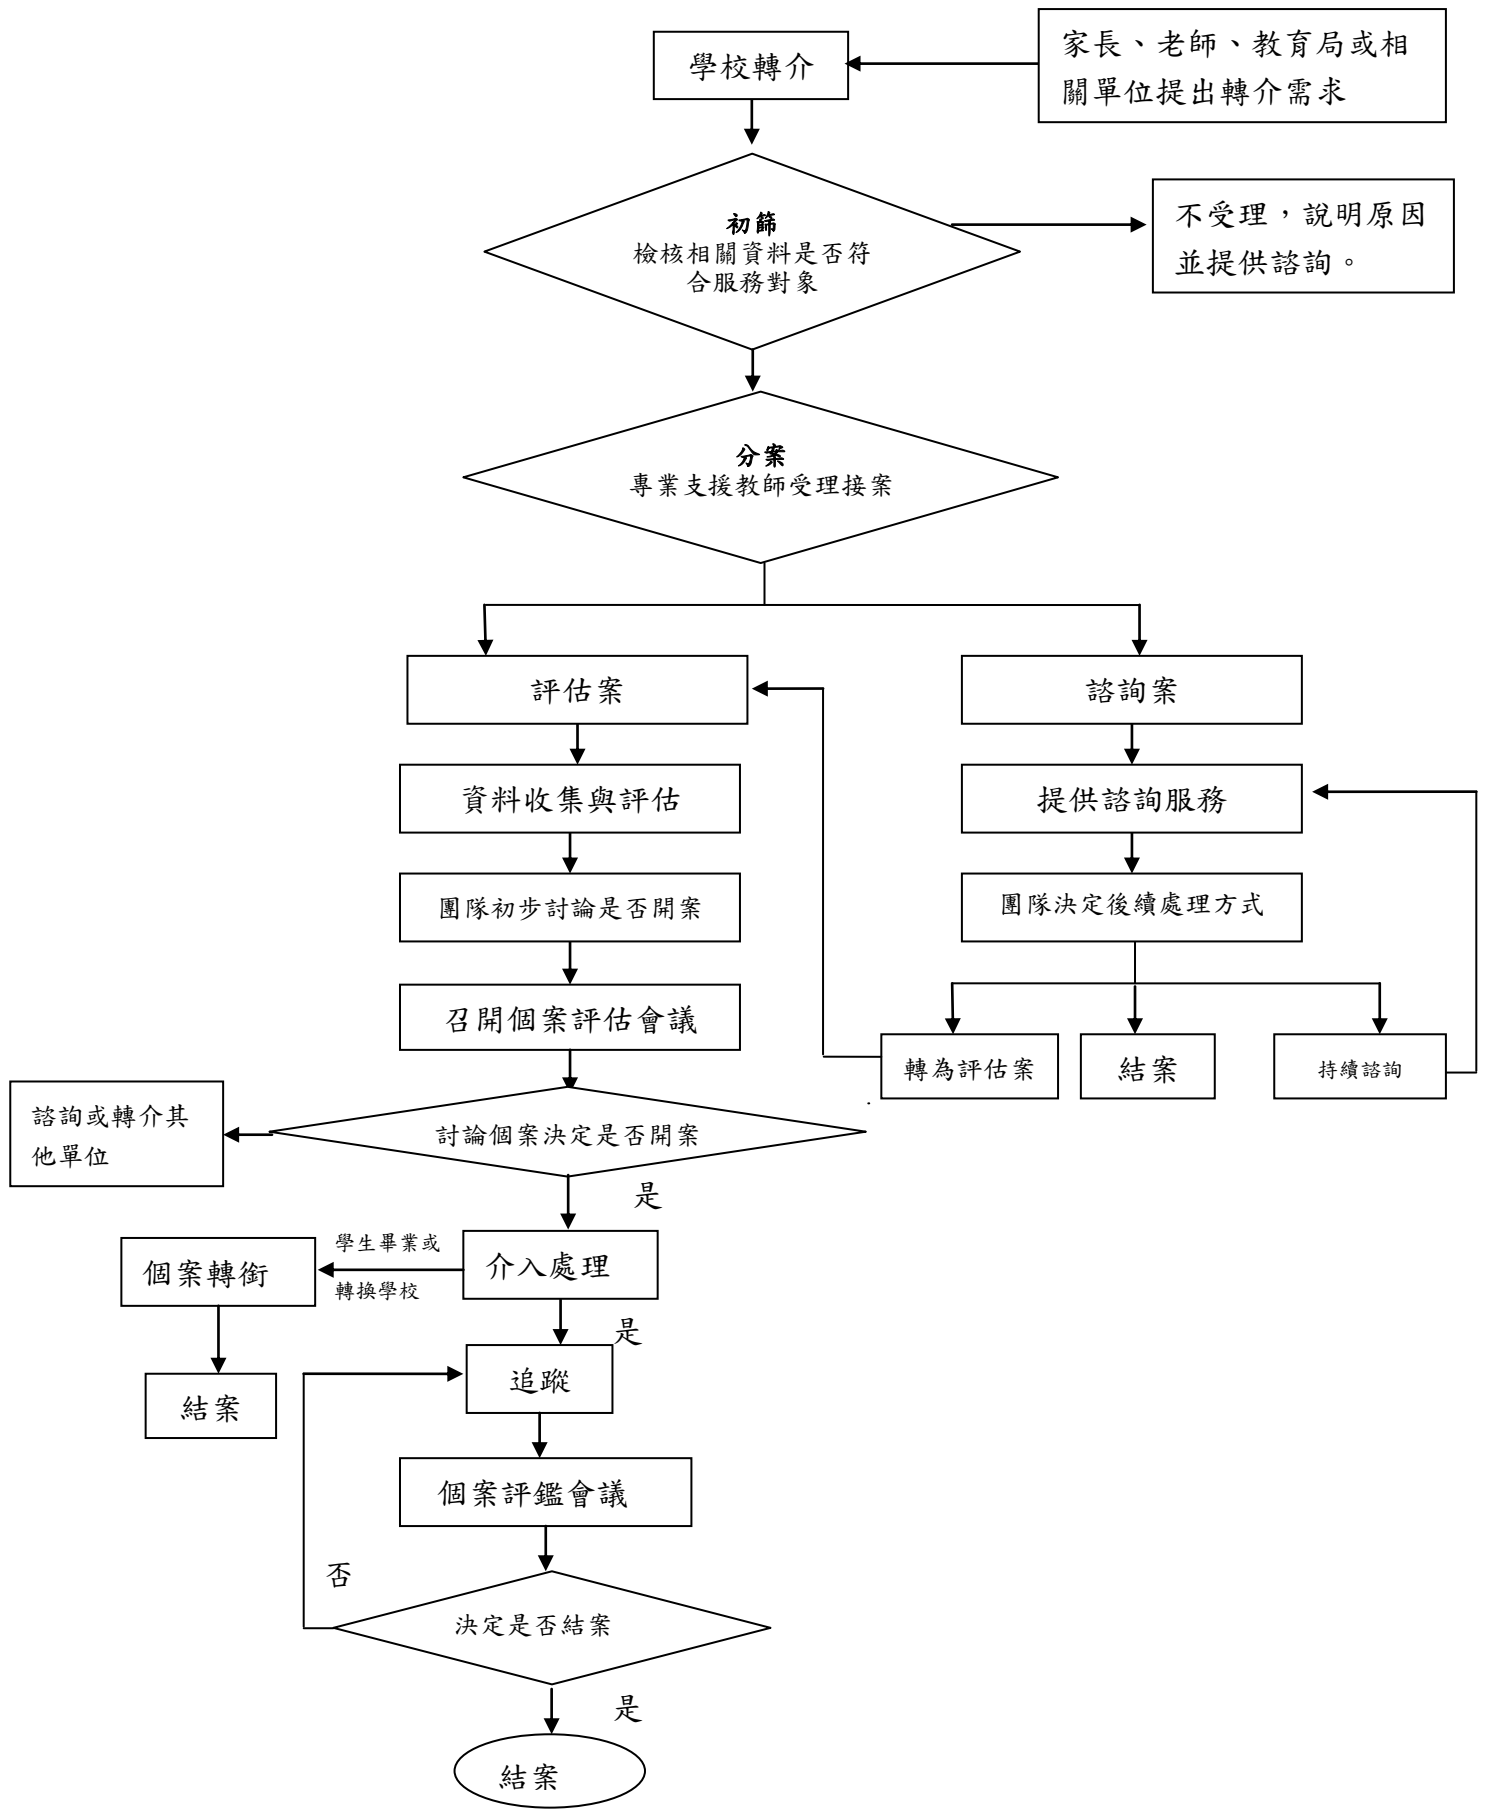 學校轉介
家長、老師、教育局或相
關單位提出轉介需求
初篩
檢核相關資料是否符
合服務對象
不受理，說明原因
並提供諮詢。
分案
專業支援教師受理接案
評估案
諮詢案
資料收集與評估
提供諮詢服務
團隊初步討論是否開案
團隊決定後續處理方式
召開個案評估會議
轉為評估案
結案
持續諮詢
諮詢或轉介其
他單位
討論個案決定是否開案
是
學生畢業或
轉換學校
個案轉銜
介入處理
是
追蹤
結案
個案評鑑會議
否
決定是否結案
是
結案